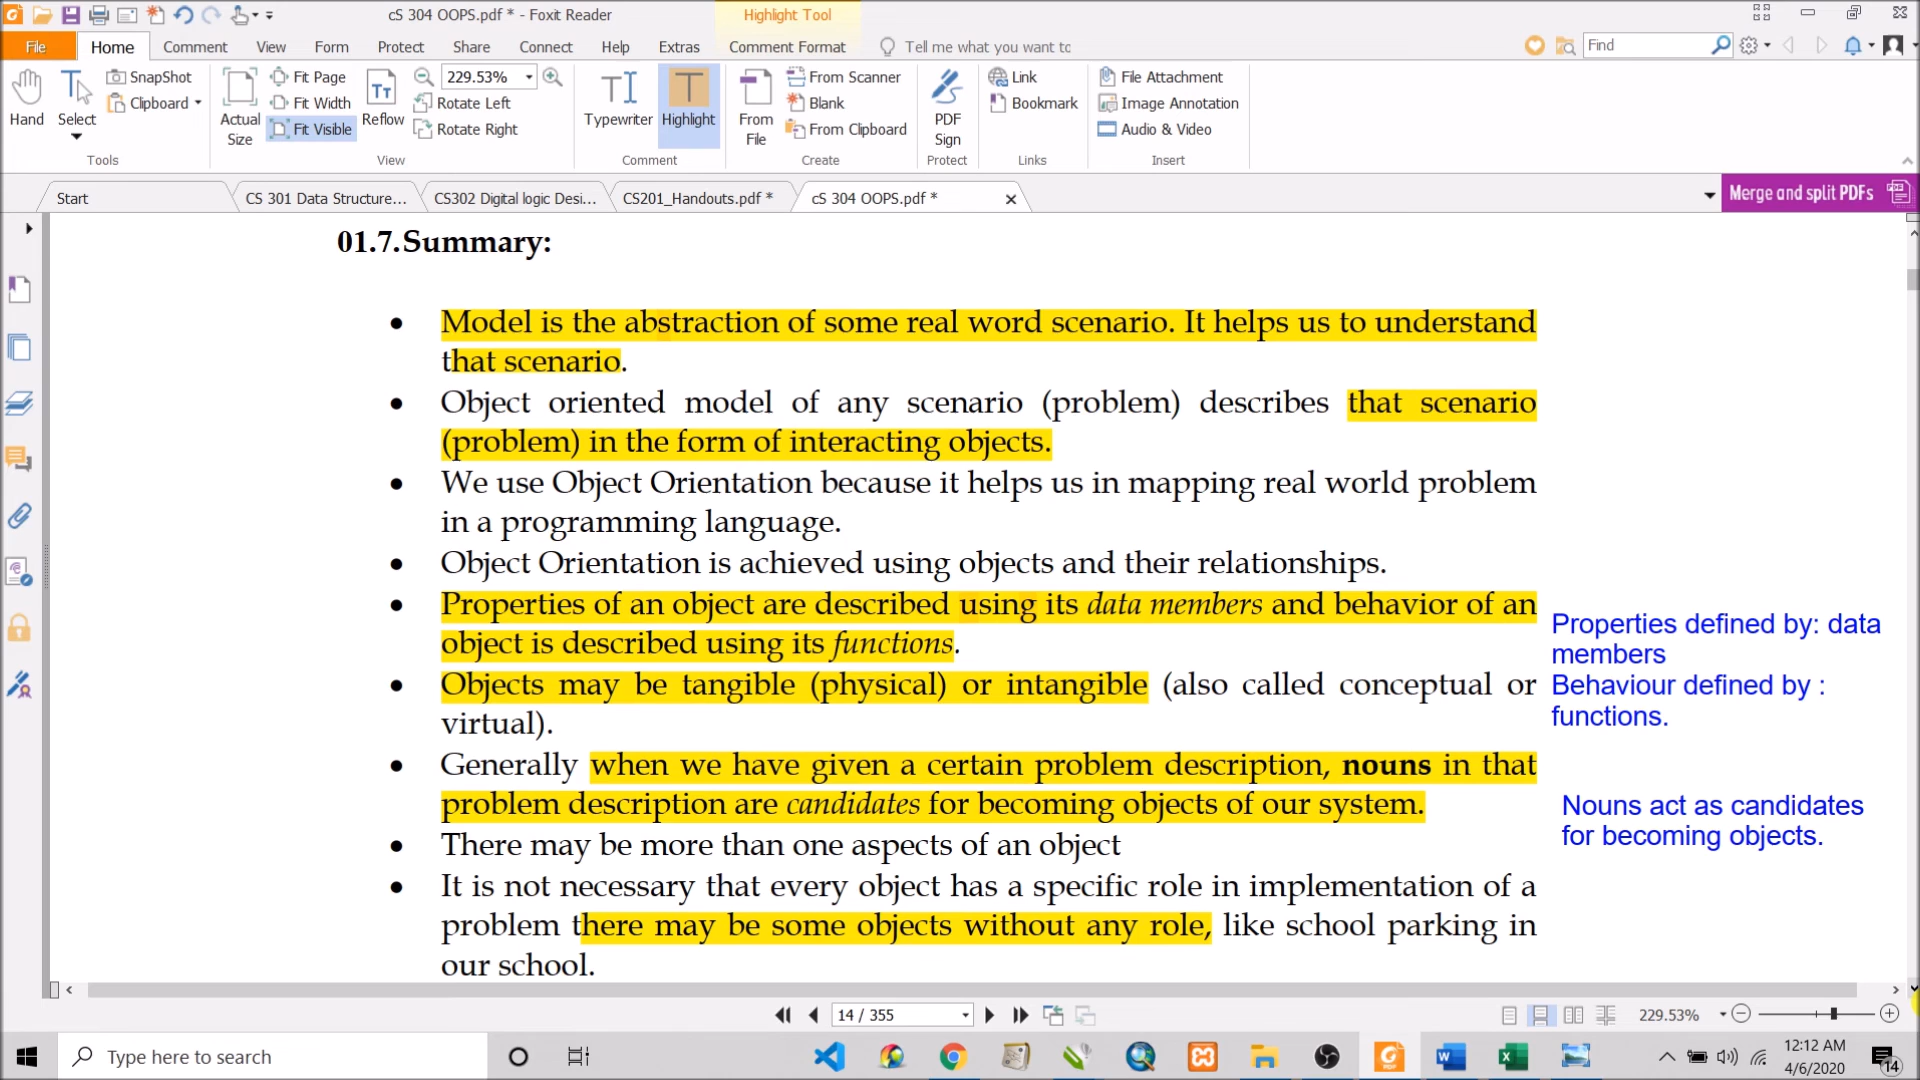 cS 304 OOPS.pdf * - Foxit Reader
Highlight Tool
File
Home
Comment
View
Form
Protect
Share
Connect
Help
Extras
Comment Format
Tell me what you want to
Find
Hand
Select
SnapShot
Clipboard
Tools
Actual
Size
Fit Page
Fit Width
Fit Visible
Reflow
229.53%
Rotate Left
Rotate Right
View
Typewriter
Highlight
Comment
From
File
From Scanner
Blank
From Clipboard
Create
PDF
Sign
Protect
Link
Bookmark
Links
File Attachment
Image Annotation
Audio & Video
Insert
Start
CS 301 Data Structure...
CS302 Digital logic Desi...
CS201_Handouts.pdf *
cS 304 OOPS.pdf *
Merge and split PDFs
01.7.Summary:
Model is the abstraction of some real word scenario. It helps us to understand
that scenario.
Object oriented model of any scenario (problem) describes that scenario
(problem) in the form of interacting objects.
We use Object Orientation because it helps us in mapping real world problem
in a programming language.
Object Orientation is achieved using objects and their relationships.
Properties of an object are described using its data members and behavior of an
object is described using its functions.
Objects may be tangible (physical) or intangible (also called conceptual or
virtual).
Generally when we have given a certain problem description, nouns in that
problem description are candidates for becoming objects of our system.
There may be more than one aspects of an object
It is not necessary that every object has a specific role in implementation of a
problem there may be some objects without any role, like school parking in
our school.
Properties defined by: data
members
Behaviour defined by :
functions.
Nouns act as candidates
for becoming objects.
14 / 355
229.53%
Type here to search
12:12 AM
4/6/2020
14